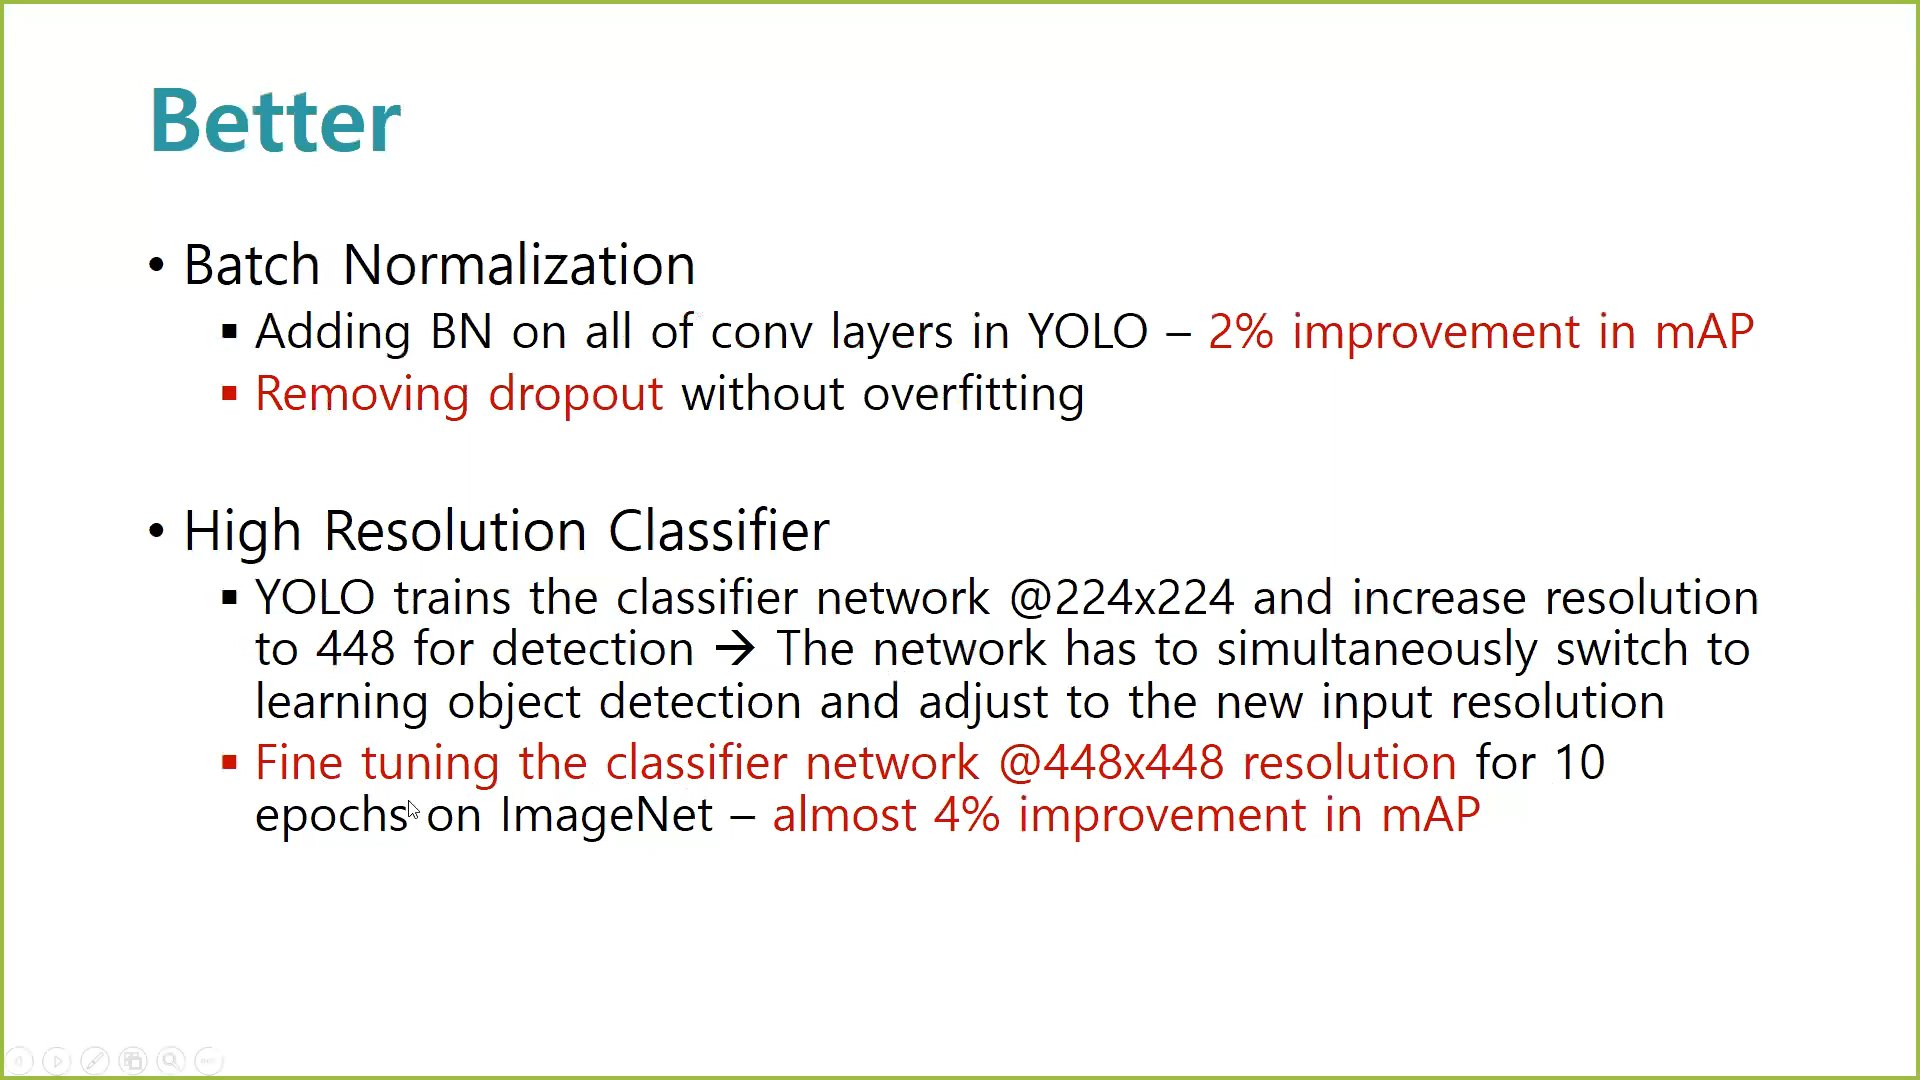 Better
• Batch Normalization
▪ Adding BN on all of conv layers in YOLO – 2% improvement in mAP
▪ Removing dropout without overfitting
• High Resolution Classifier
▪ YOLO trains the classifier network @224x224 and increase resolution
to 448 for detection → The network has to simultaneously switch to
learning object detection and adjust to the new input resolution
▪ Fine tuning the classifier network @448x448 resolution for 10
epochs on ImageNet – almost 4% improvement in mAP